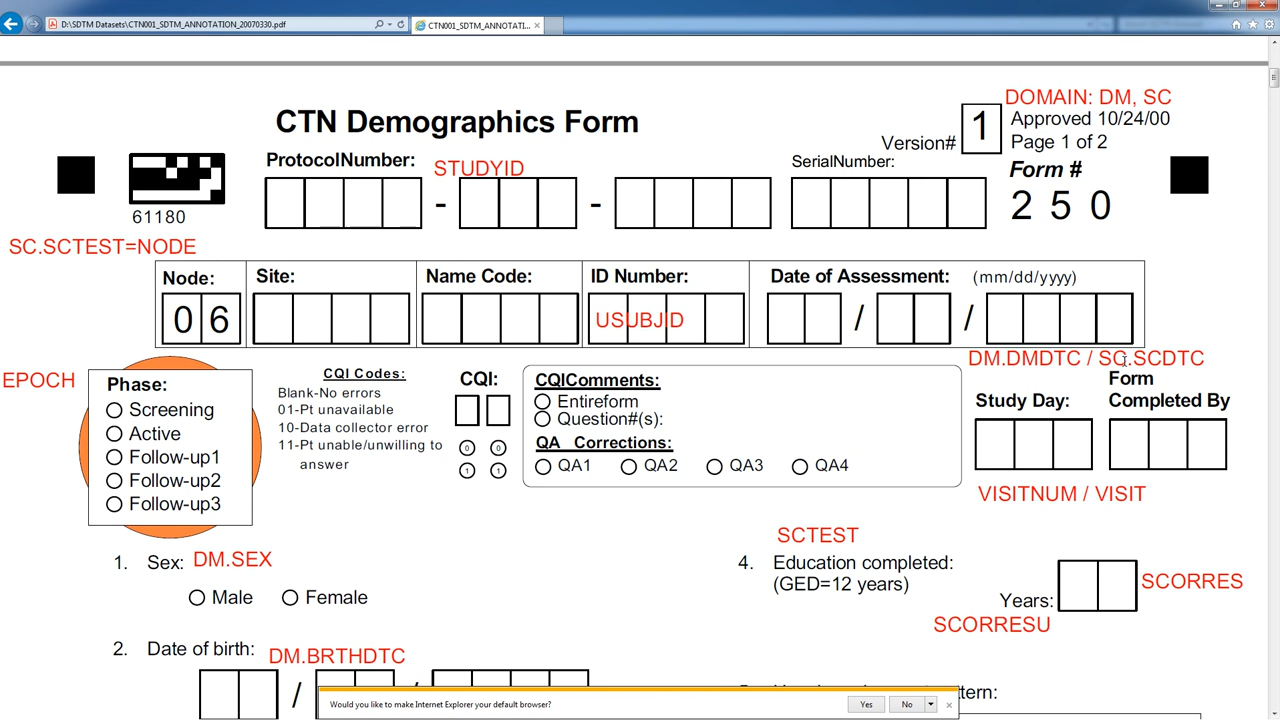 D:\SDTM Datasets\CTN001_SDTM_ANNOTATION_20070330.pdf
CTN001_SDTM_ANNOTATI...
DOMAIN: DM, SC
CTN Demographics Form
Version# 1
Approved 10/24/00
Page 1 of 2
ProtocolNumber:
STUDYID
SerialNumber:
Form #
- -
2 5 0
61180
SC.SCTEST=NODE
Node: Site: Name Code: ID Number: Date of Assessment: (mm/dd/yyyy)
0 6 USUBJID / /
DM.DMDTC / SC.SCDTC
EPOCH
Phase:
Screening
Active
Follow-up1
Follow-up2
Follow-up3
CQI Codes:
Blank-No errors
01-Pt unavailable
10-Data collector error
11-Pt unable/unwilling to
answer
CQI:
0 0
1 1
CQIComments:
Entireform
Question#(s):
QA Corrections:
QA1 QA2 QA3 QA4
Study Day:
Form
Completed By
VISITNUM / VISIT
1. Sex: DM.SEX
Male Female
SCTEST
4. Education completed:
(GED=12 years)
Years: SCORRES
SCORRESU
2. Date of birth: DM.BRTHDTC
/ /
tern:
Would you like to make Internet Explorer your default browser?
Yes No